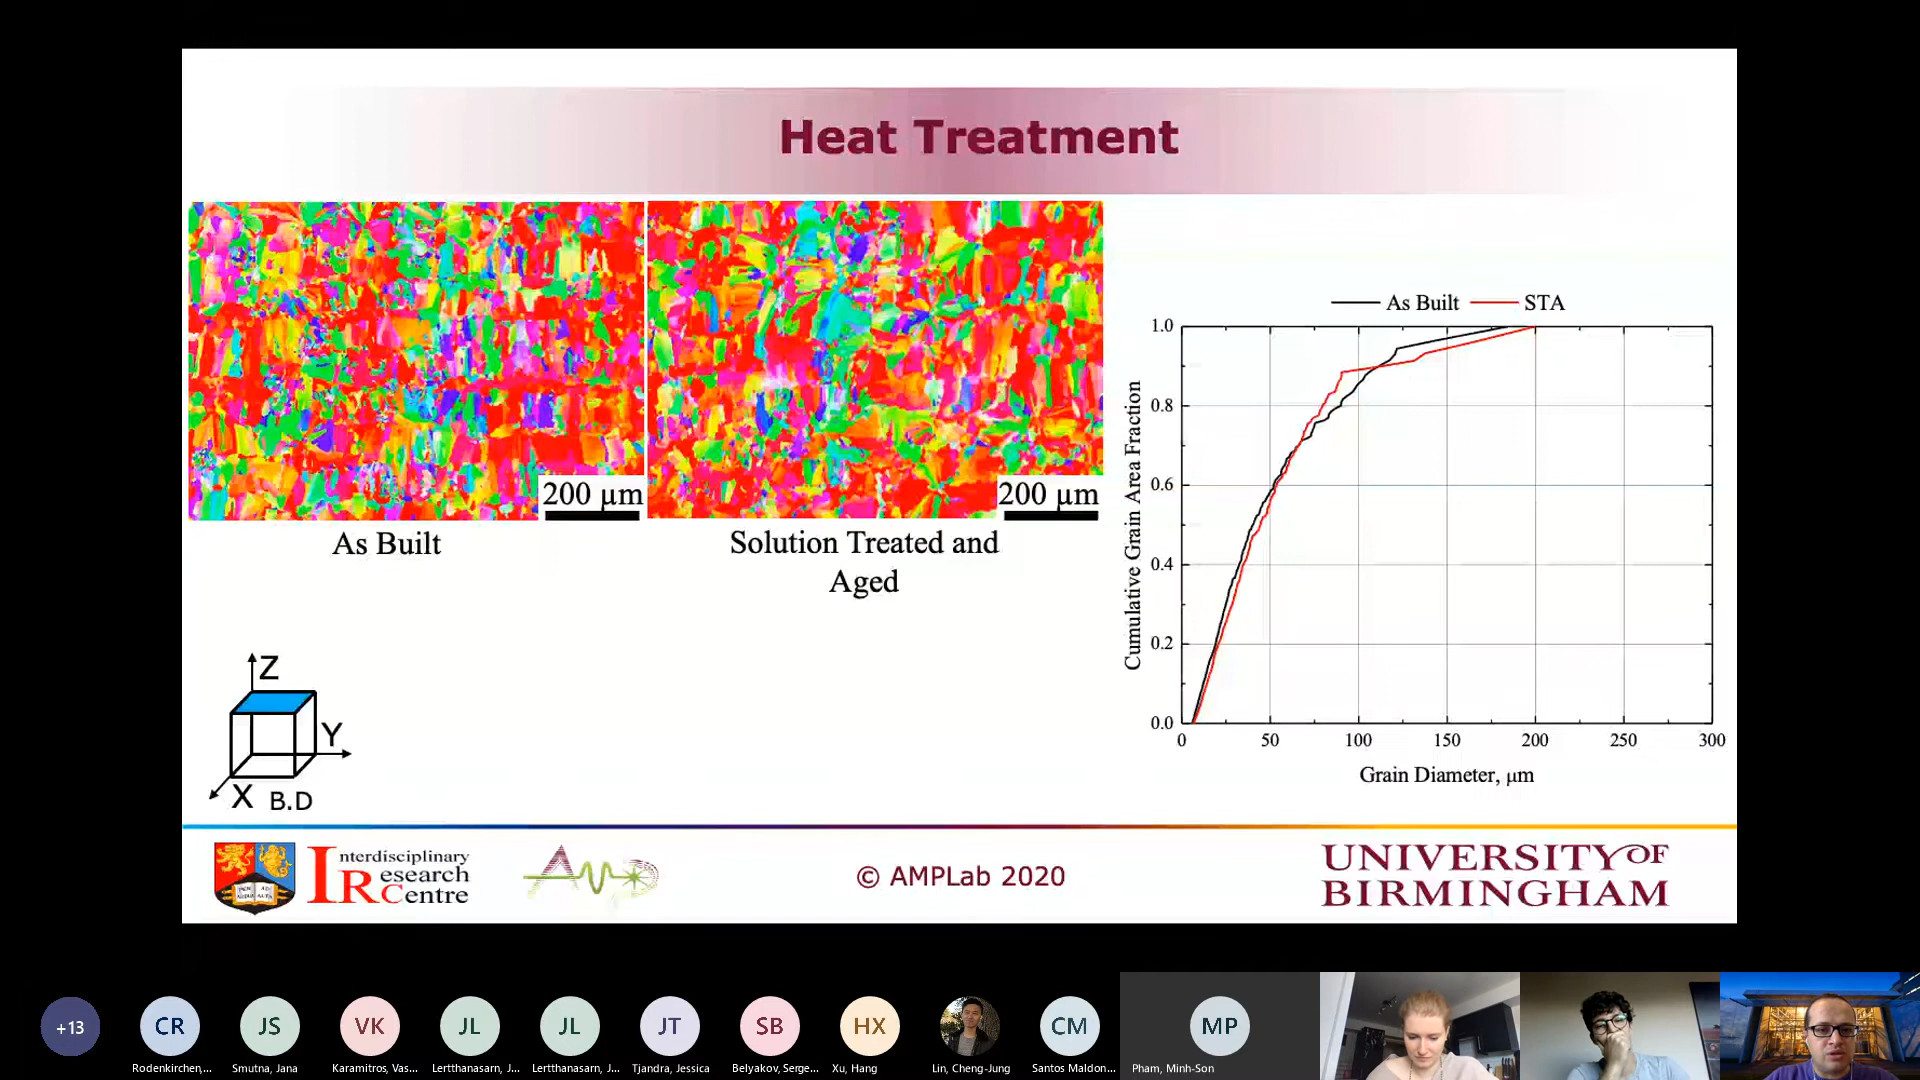 Heat Treatment
200 µm
200 µm
As Built
Solution Treated and
Aged
As Built
STA
1.0
0.8
0.6
0.4
0.2
0.0
Cumulative Grain Area Fraction
0 50 100 150 200 250 300
Grain Diameter, µm
Z
Y
X B.D
Interdisciplinary
Research
Centre
© AMPLab 2020
UNIVERSITY OF
BIRMINGHAM
+13
CR
JS
VK
JL
JL
JT
SB
HX
CM
MP
Rodenkirchen,...
Smutna, Jana
Karamitros, Vas...
Lertthanasarn, J...
Lertthanasarn, J...
Tjandra, Jessica
Belyakov, Serge...
Xu, Hang
Lin, Cheng-Jung
Santos Maldon...
Pham, Minh-Son